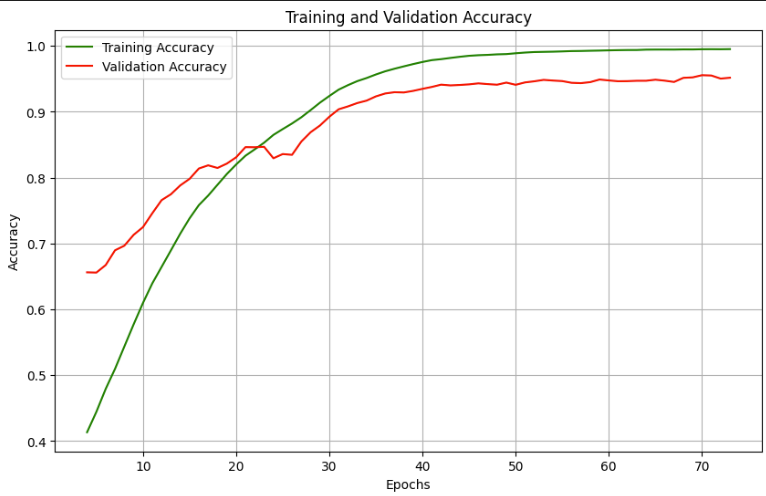 Training and Validation Accuracy
Training Accuracy
Validation Accuracy
1.0
0.9
0.8
0.7
0.6
0.5
0.4
Accuracy
10 20 30 40 50 60 70
Epochs